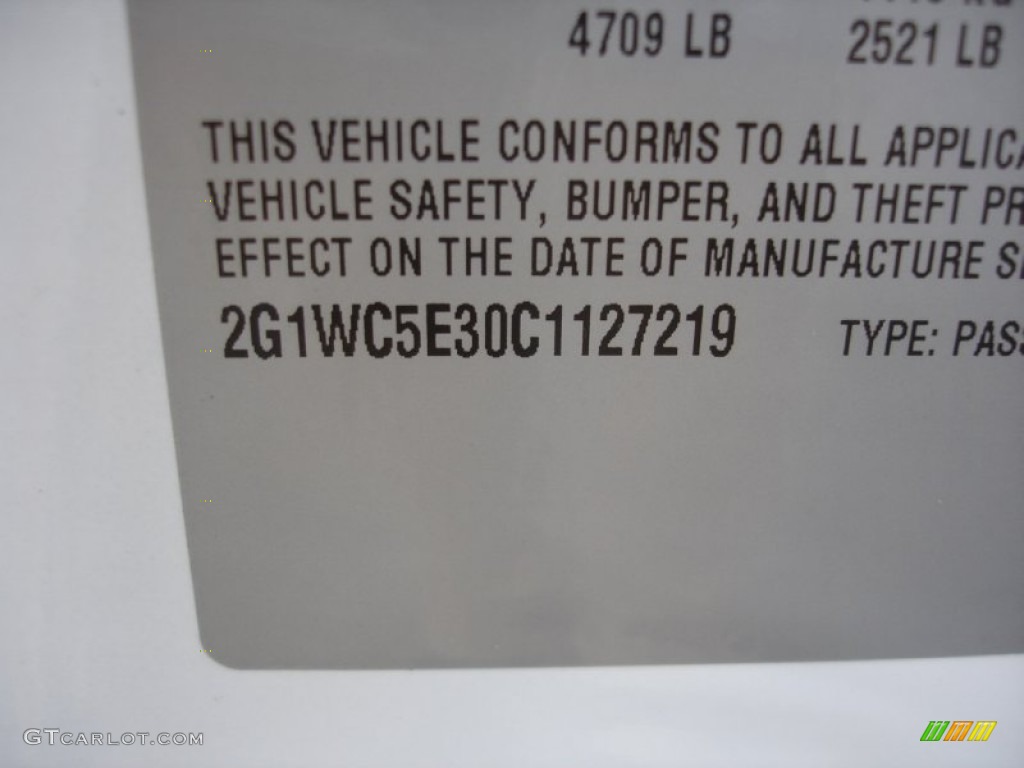 4709 LB 2521 LB
THIS VEHICLE CONFORMS TO ALL
VEHICLE SAFETY, BUMPER, AND THEFT
EFFECT ON THE DATE OF MANUFACTURE
2G1WC5E30C1127219 TYPE:
GTCARLOT.COM